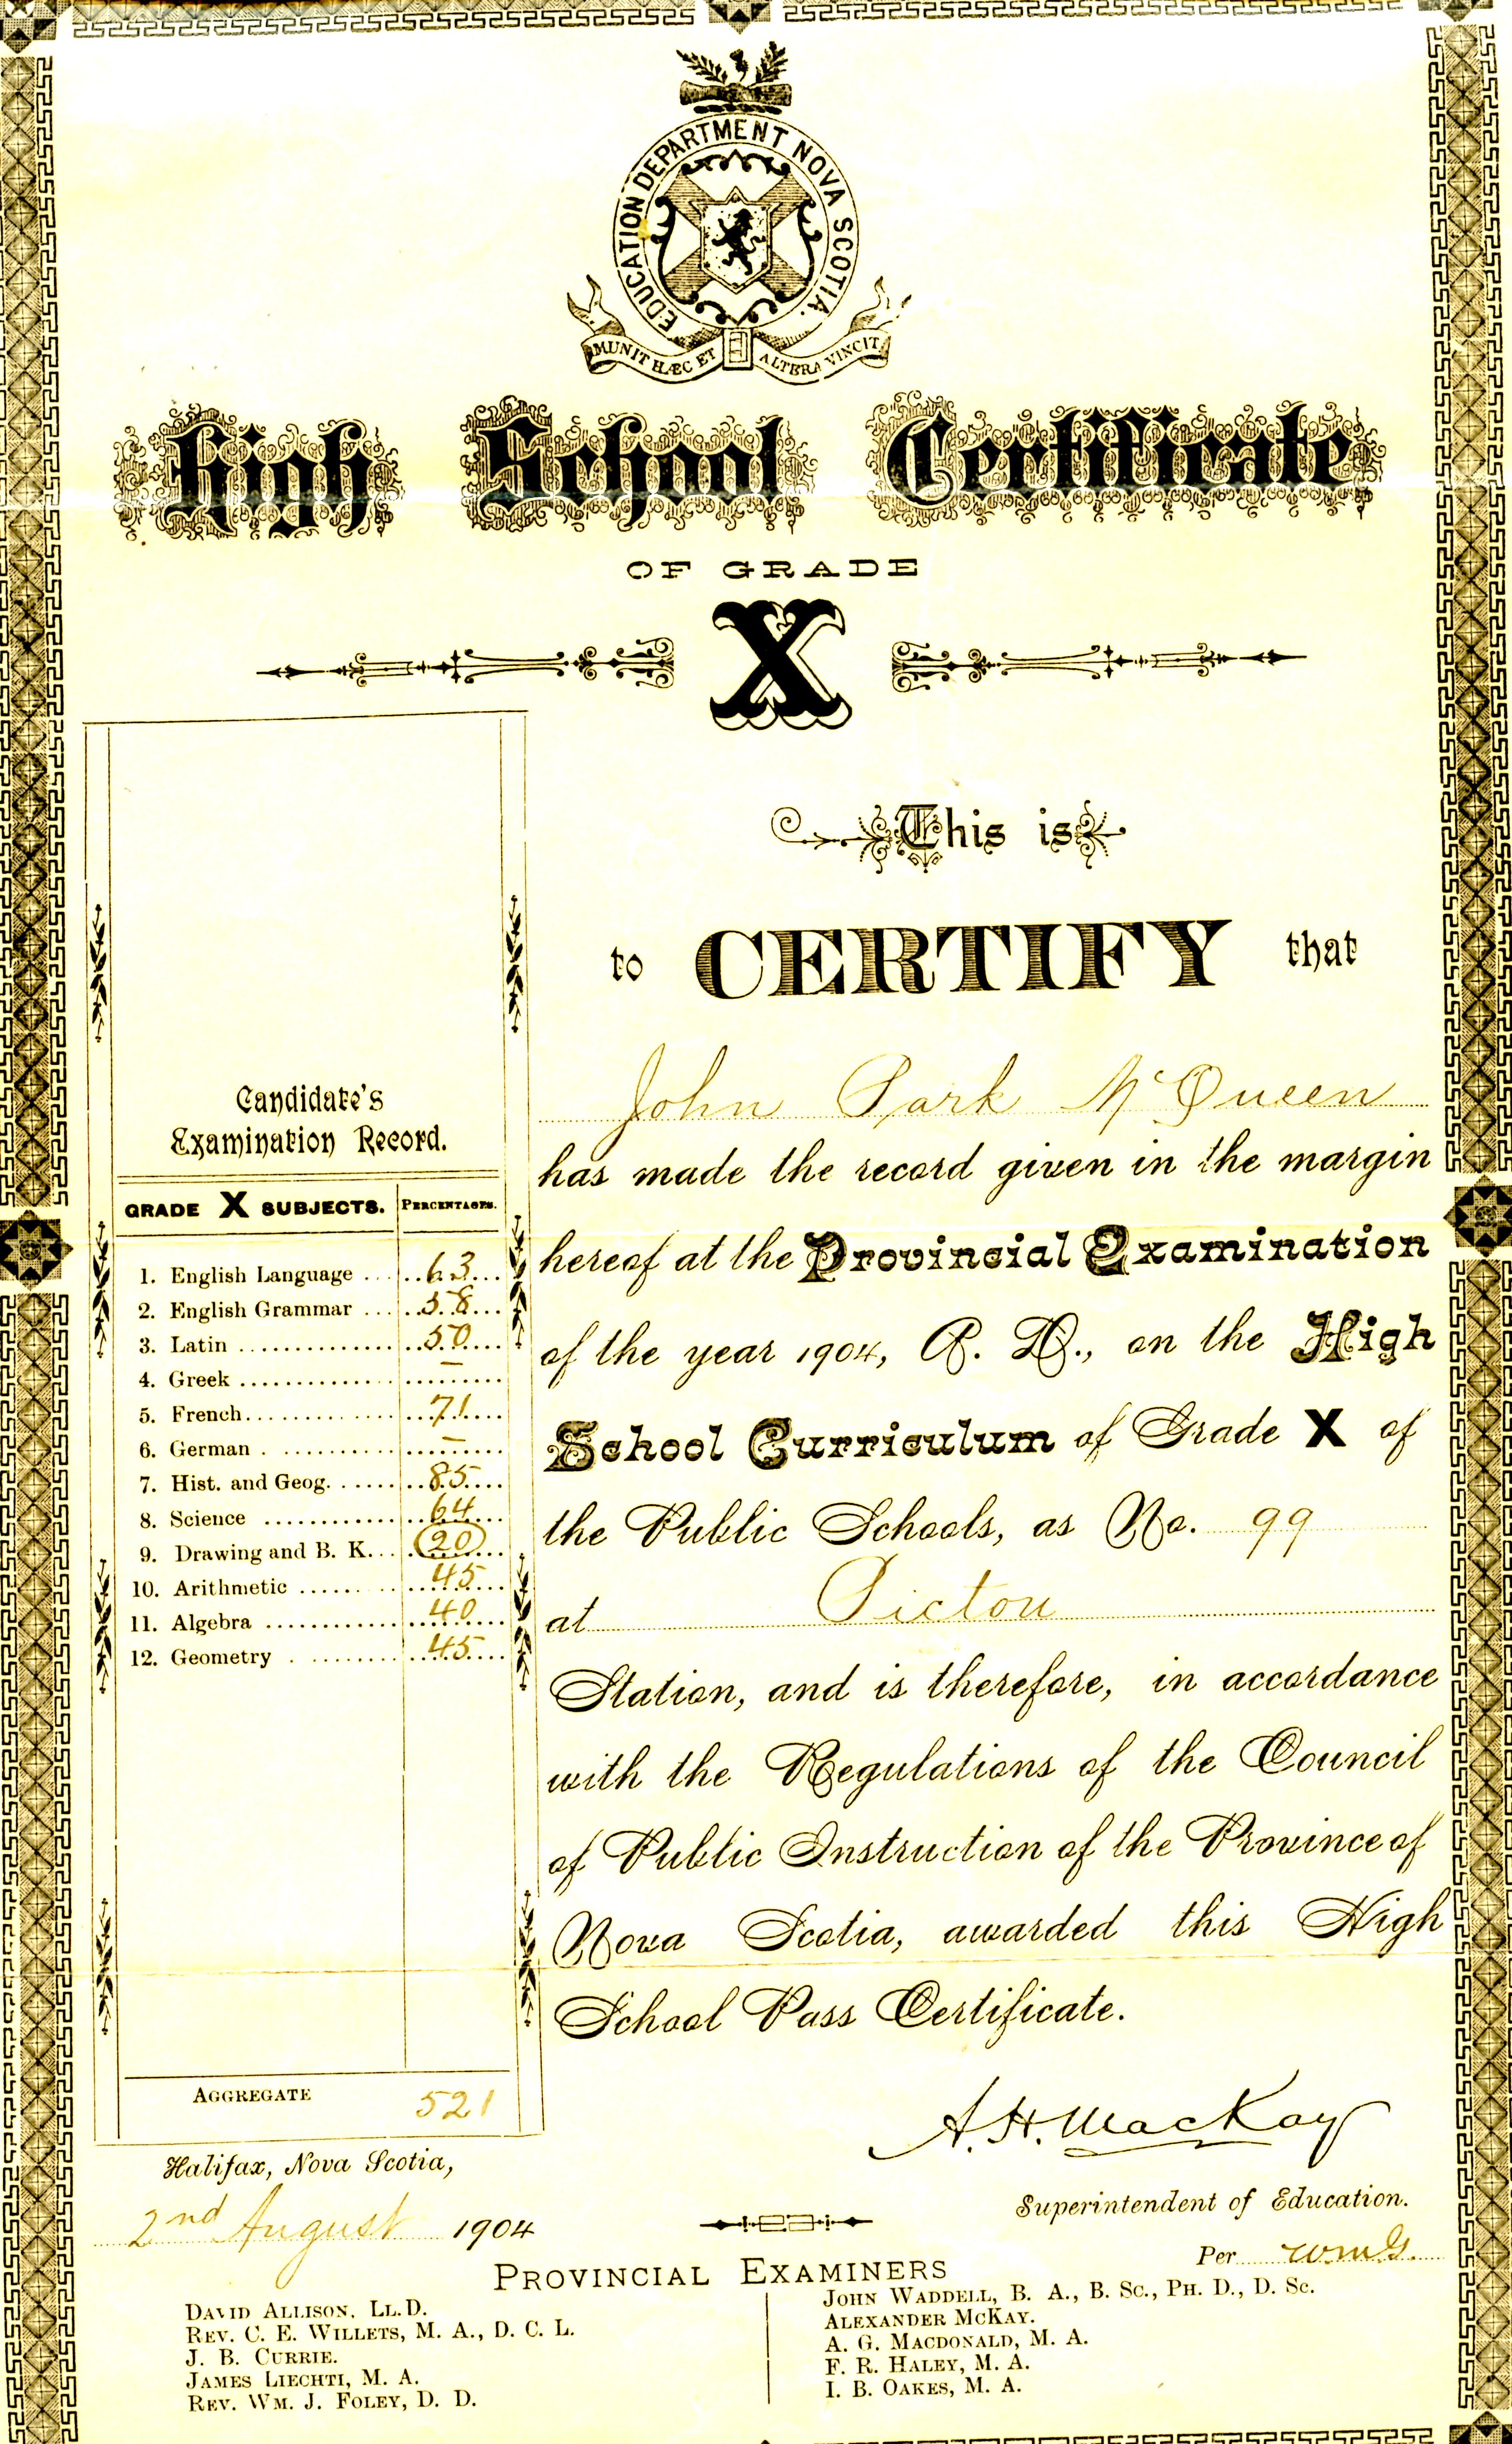 EDUCATION DEPARTMENT NOVA SCOTIA.
MUNIT HÆC ET ALTERA VINCIT
High School Certificate
OF GRADE
X
This is
to CERTIFY that
John Park McQueen
has made the record given in the margin
hereof at the Provincial Examination
of the year 1904, A. D., on the High
School Curriculum of Grade X of
the Public Schools, as No. 99
at Pictou
Station, and is therefore, in accordance
with the Regulations of the Council
of Public Instruction of the Province of
Nova Scotia, awarded this High
School Pass Certificate.
Candidate's
Examination Record.
GRADE X SUBJECTS. PERCENTAGES.
1. English Language 63
2. English Grammar 58
3. Latin 50
4. Greek —
5. French 71
6. German —
7. Hist. and Geog. 85
8. Science 64
9. Drawing and B. K. 20
10. Arithmetic 45
11. Algebra 40
12. Geometry 45
AGGREGATE 521
Halifax, Nova Scotia,
2nd August 1904
A. H. MacKay
Superintendent of Education.
Per
PROVINCIAL EXAMINERS
DAVID ALLISON, LL.D.
REV. C. E. WILLETS, M. A., D. C. L.
J. B. CURRIE.
JAMES LIECHTI, M. A.
REV. WM. J. FOLEY, D. D.
JOHN WADDELL, B. A., B. SC., PH. D., D. SC.
ALEXANDER MCKAY.
A. G. MACDONALD, M. A.
F. R. HALEY, M. A.
I. B. OAKES, M. A.